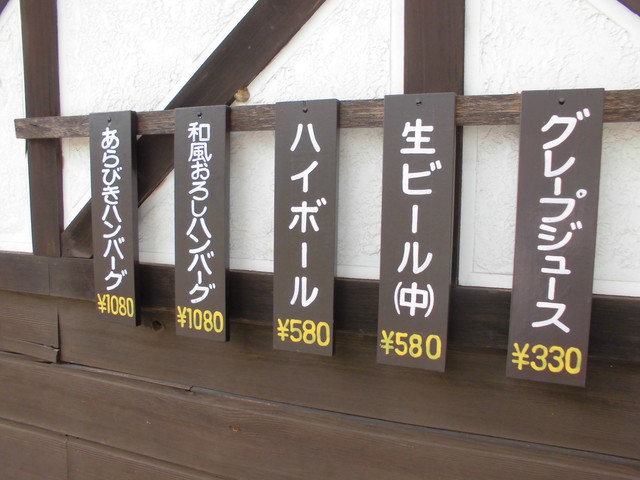 あらびきハンバーグ
¥1080
和風おろしハンバーグ
¥1080
ハイボール
¥580
生ビール(中)
¥580
グレープジュース
¥330